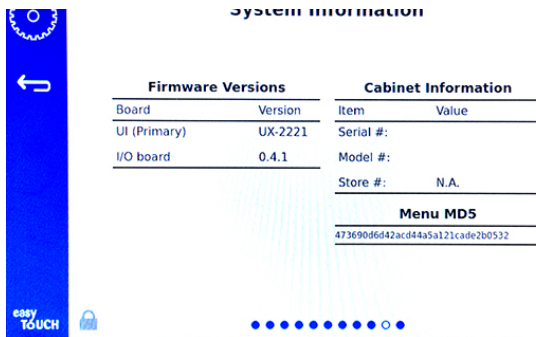 System Information
Firmware Versions
Board Version
UI (Primary) UX-2221
I/O board 0.4.1
Cabinet Information
Item Value
Serial #:
Model #:
Store #: N.A.
Menu MD5
473690d6d42acd44a5a121cade2b0532
easy
TOUCH